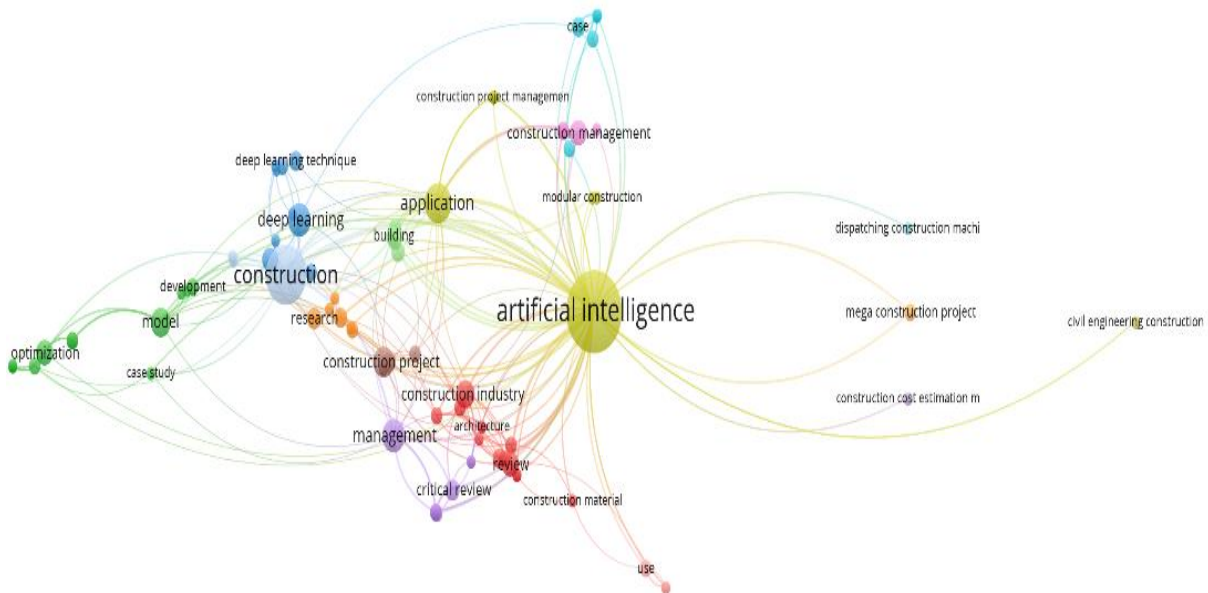 case
construction project managemen
construction management
deep learning technique
modular construction
application
deep learning
building
dispatching construction machi
construction
development
artificial intelligence
mega construction project
research
model
civil engineering construction
optimization
construction project
case study
construction industry
construction cost estimation m
architecture
management
review
critical review
construction material
use